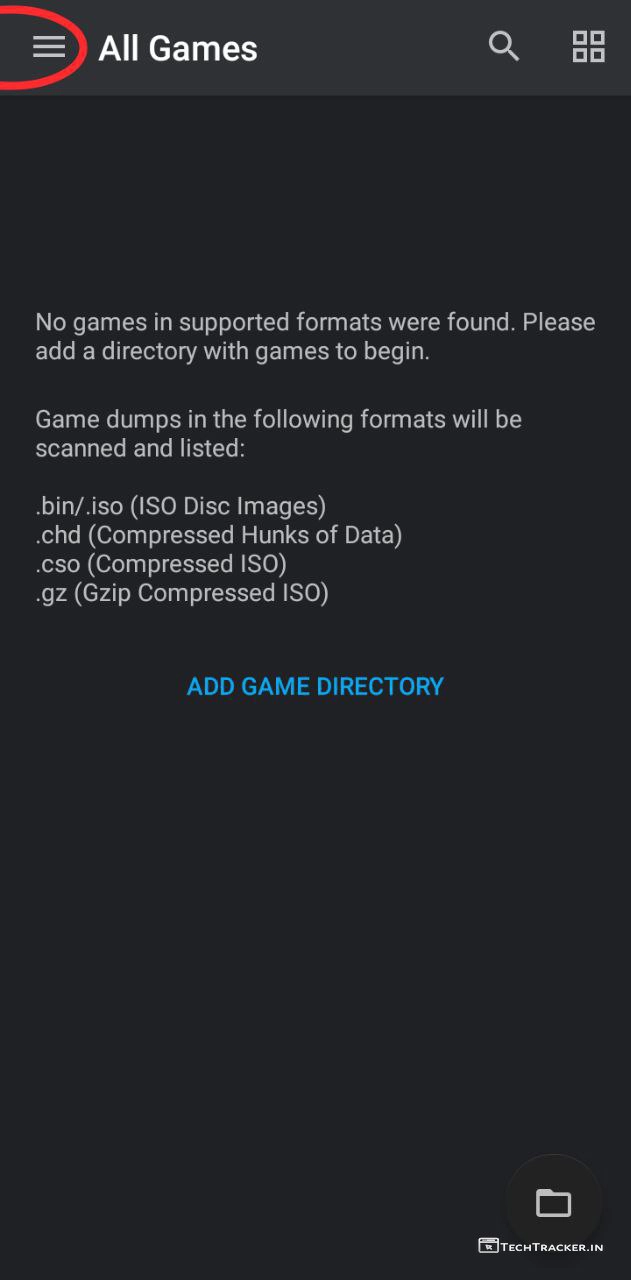 All Games
No games in supported formats were found. Please
add a directory with games to begin.
Game dumps in the following formats will be
scanned and listed:
.bin/.iso (ISO Disc Images)
.chd (Compressed Hunks of Data)
.cso (Compressed ISO)
.gz (Gzip Compressed ISO)
ADD GAME DIRECTORY
TechTracker.in